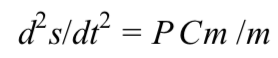 d²s/dt² = P Cm /m